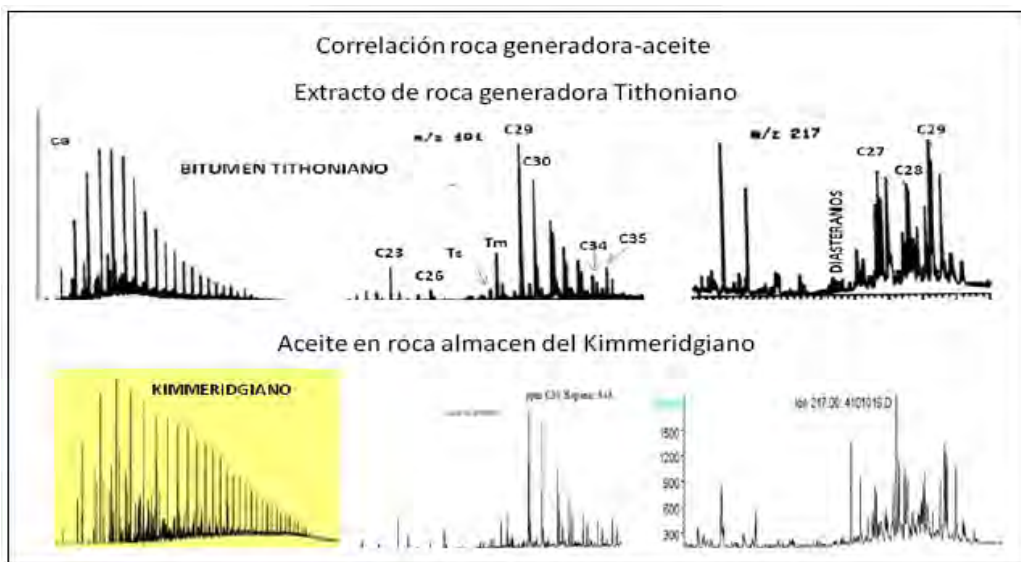 Correlación roca generadora-aceite
Extracto de roca generadora Tithoniano
BITUMEN TITHONIANO
C23
C26
Ts
Tm
C29
C30
C34
C35
m/z 217
DIASTERANOS
C27
C28
C29
Aceite en roca almacen del Kimmeridgiano
KIMMERIDGIANO
1500
1200
900
600
300